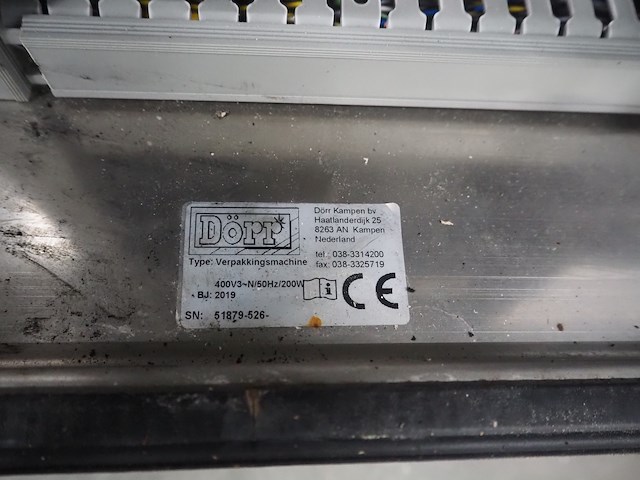 Dörr
Dörr Kampen bv
Haatlanderdijk 25
8263 AN Kampen
Nederland
tel.: 038-3314200
fax: 038-3325719
Type: Verpakkingsmachine
400V3~N/50Hz/200W
BJ: 2019
SN: 51879-526-
i
CE